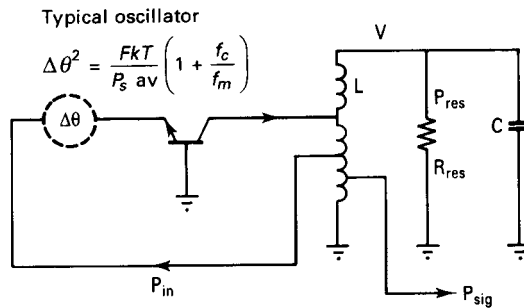 Typical oscillator
Δθ² = FkT / P_s av (1 + f_c / f_m)
V
L
Δθ
P_res
C
R_res
P_in
P_sig